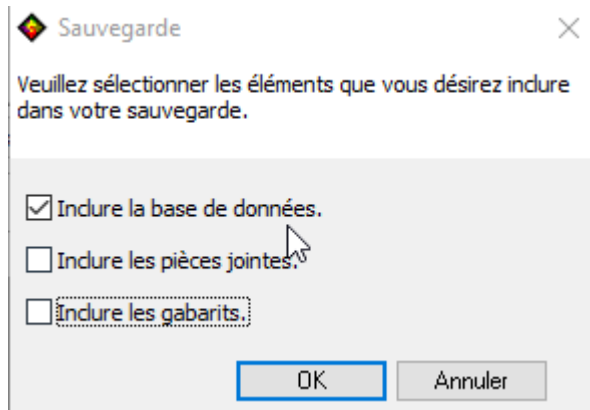 Sauvegarde
Veuillez sélectionner les éléments que vous désirez inclure
dans votre sauvegarde.
Inclure la base de données.
Inclure les pièces jointes.
Inclure les gabarits.
OK
Annuler